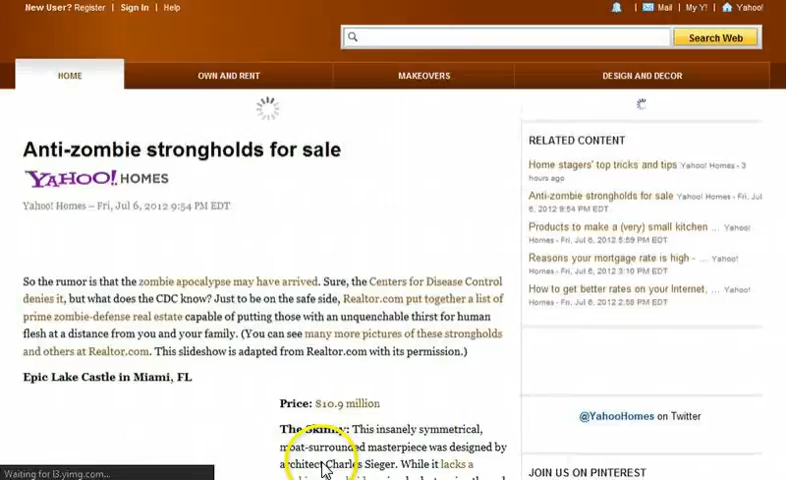 New User? Register Sign In Help Mail My Y! Yahoo!
Search Web
HOME OWN AND RENT MAKEOVERS DESIGN AND DECOR
Anti-zombie strongholds for sale
YAHOO! HOMES
Yahoo! Homes – Fri, Jul 6, 2012 9:54 PM EDT
So the rumor is that the zombie apocalypse may have arrived. Sure, the Centers for Disease Control
denies it, but what does the CDC know? Just to be on the safe side, Realtor.com put together a list of
prime zombie-defense real estate capable of putting those with an unquenchable thirst for human
flesh at a distance from you and your family. (You can see many more pictures of these strongholds
and others at Realtor.com. This slideshow is adapted from Realtor.com with its permission.)
Epic Lake Castle in Miami, FL
Price: $10.9 million
The Skinny: This insanely symmetrical,
moat-surrounded masterpiece was designed by
architect Charles Sieger. While it lacks a
RELATED CONTENT
Home stagers' top tricks and tips Yahoo! Homes - 3
hours ago
Anti-zombie strongholds for sale Yahoo! Homes - Fri, Jul
6, 2012 9:54 PM EDT
Products to make a (very) small kitchen ... Yahoo!
Homes - Fri, Jul 6, 2012 5:59 PM EDT
Reasons your mortgage rate is high - ... Yahoo!
Homes - Fri, Jul 6, 2012 3:10 PM EDT
How to get better rates on your Internet, ... Yahoo!
Homes - Fri, Jul 6, 2012 2:58 PM EDT
@YahooHomes on Twitter
JOIN US ON PINTEREST
Waiting for l3.yimg.com...